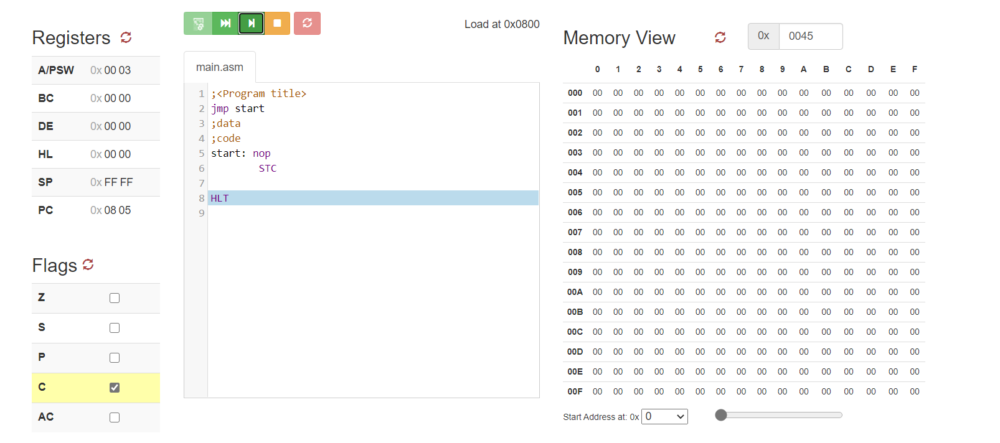 Registers
A/PSW 0x 00 03
BC 0x 00 00
DE 0x 00 00
HL 0x 00 00
SP 0x FF FF
PC 0x 08 05
Flags
Z
S
P
C
AC
Load at 0x0800
main.asm
1 ;<Program title>
2 jmp start
3 ;data
4 ;code
5 start: nop
6 STC
7
8 HLT
9
Memory View
0x 0045
0 1 2 3 4 5 6 7 8 9 A B C D E F
000 00 00 00 00 00 00 00 00 00 00 00 00 00 00 00 00
001 00 00 00 00 00 00 00 00 00 00 00 00 00 00 00 00
002 00 00 00 00 00 00 00 00 00 00 00 00 00 00 00 00
003 00 00 00 00 00 00 00 00 00 00 00 00 00 00 00 00
004 00 00 00 00 00 00 00 00 00 00 00 00 00 00 00 00
005 00 00 00 00 00 00 00 00 00 00 00 00 00 00 00 00
006 00 00 00 00 00 00 00 00 00 00 00 00 00 00 00 00
007 00 00 00 00 00 00 00 00 00 00 00 00 00 00 00 00
008 00 00 00 00 00 00 00 00 00 00 00 00 00 00 00 00
009 00 00 00 00 00 00 00 00 00 00 00 00 00 00 00 00
00A 00 00 00 00 00 00 00 00 00 00 00 00 00 00 00 00
00B 00 00 00 00 00 00 00 00 00 00 00 00 00 00 00 00
00C 00 00 00 00 00 00 00 00 00 00 00 00 00 00 00 00
00D 00 00 00 00 00 00 00 00 00 00 00 00 00 00 00 00
00E 00 00 00 00 00 00 00 00 00 00 00 00 00 00 00 00
00F 00 00 00 00 00 00 00 00 00 00 00 00 00 00 00 00
Start Address at: 0x 0